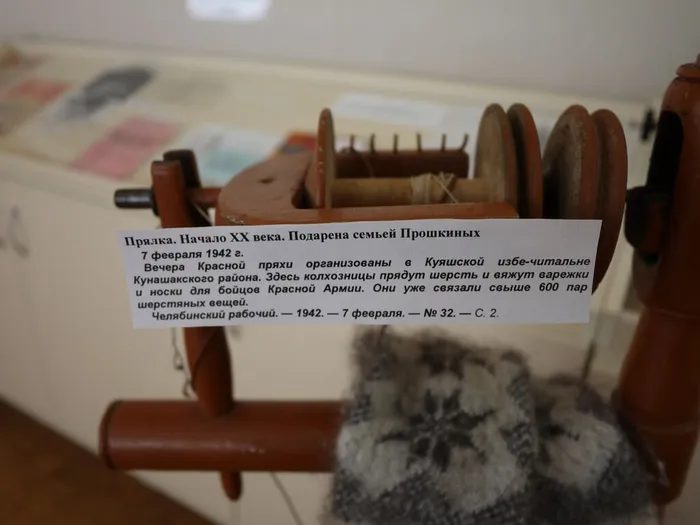 Прялка. Начало XX века. Подарена семьей Прошкиных
7 февраля 1942 г.
Вечера Красной пряхи организованы в Куяшской избе-читальне
Кунашакского района. Здесь колхозницы прядут шерсть и вяжут варежки
и носки для бойцов Красной Армии. Они уже связали свыше 600 пар
шерстяных вещей.
Челябинский рабочий. — 1942. — 7 февраля. — № 32. — С. 2.